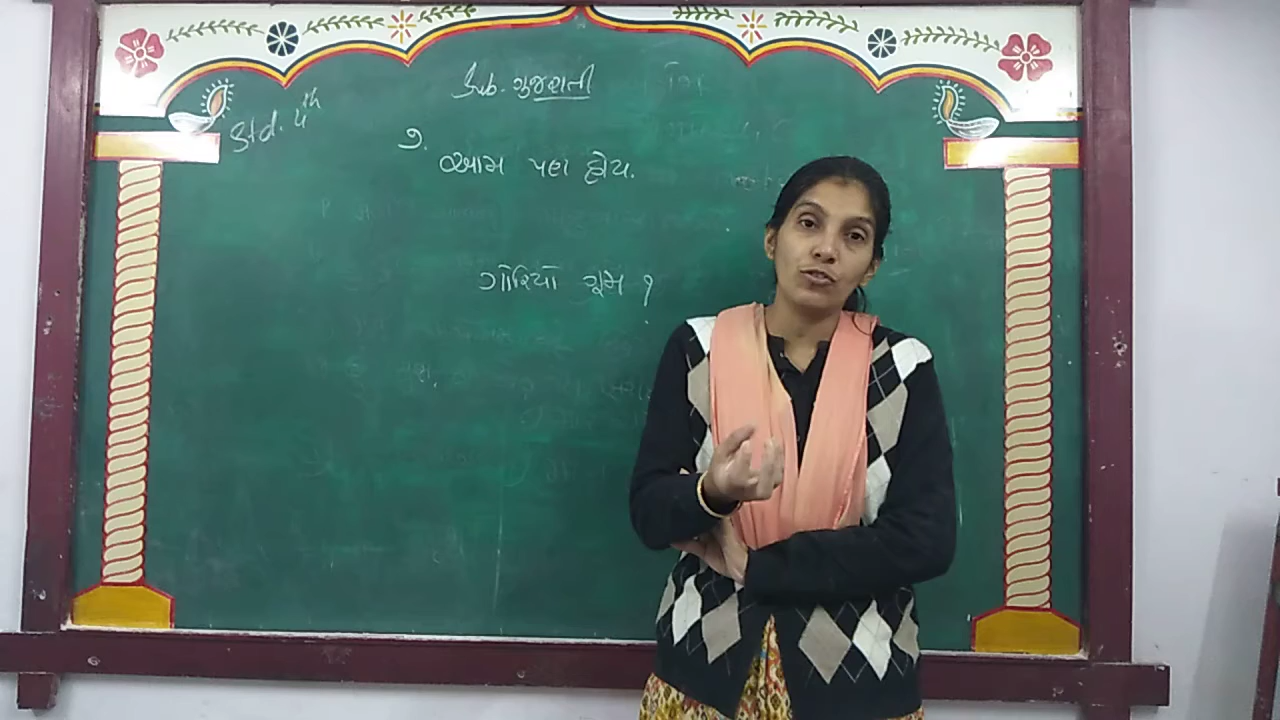 Sub. ગુજરાતી
Std. 4th
૭.
આમ પણ હોય.
ગોરિયો ગૂમ ?